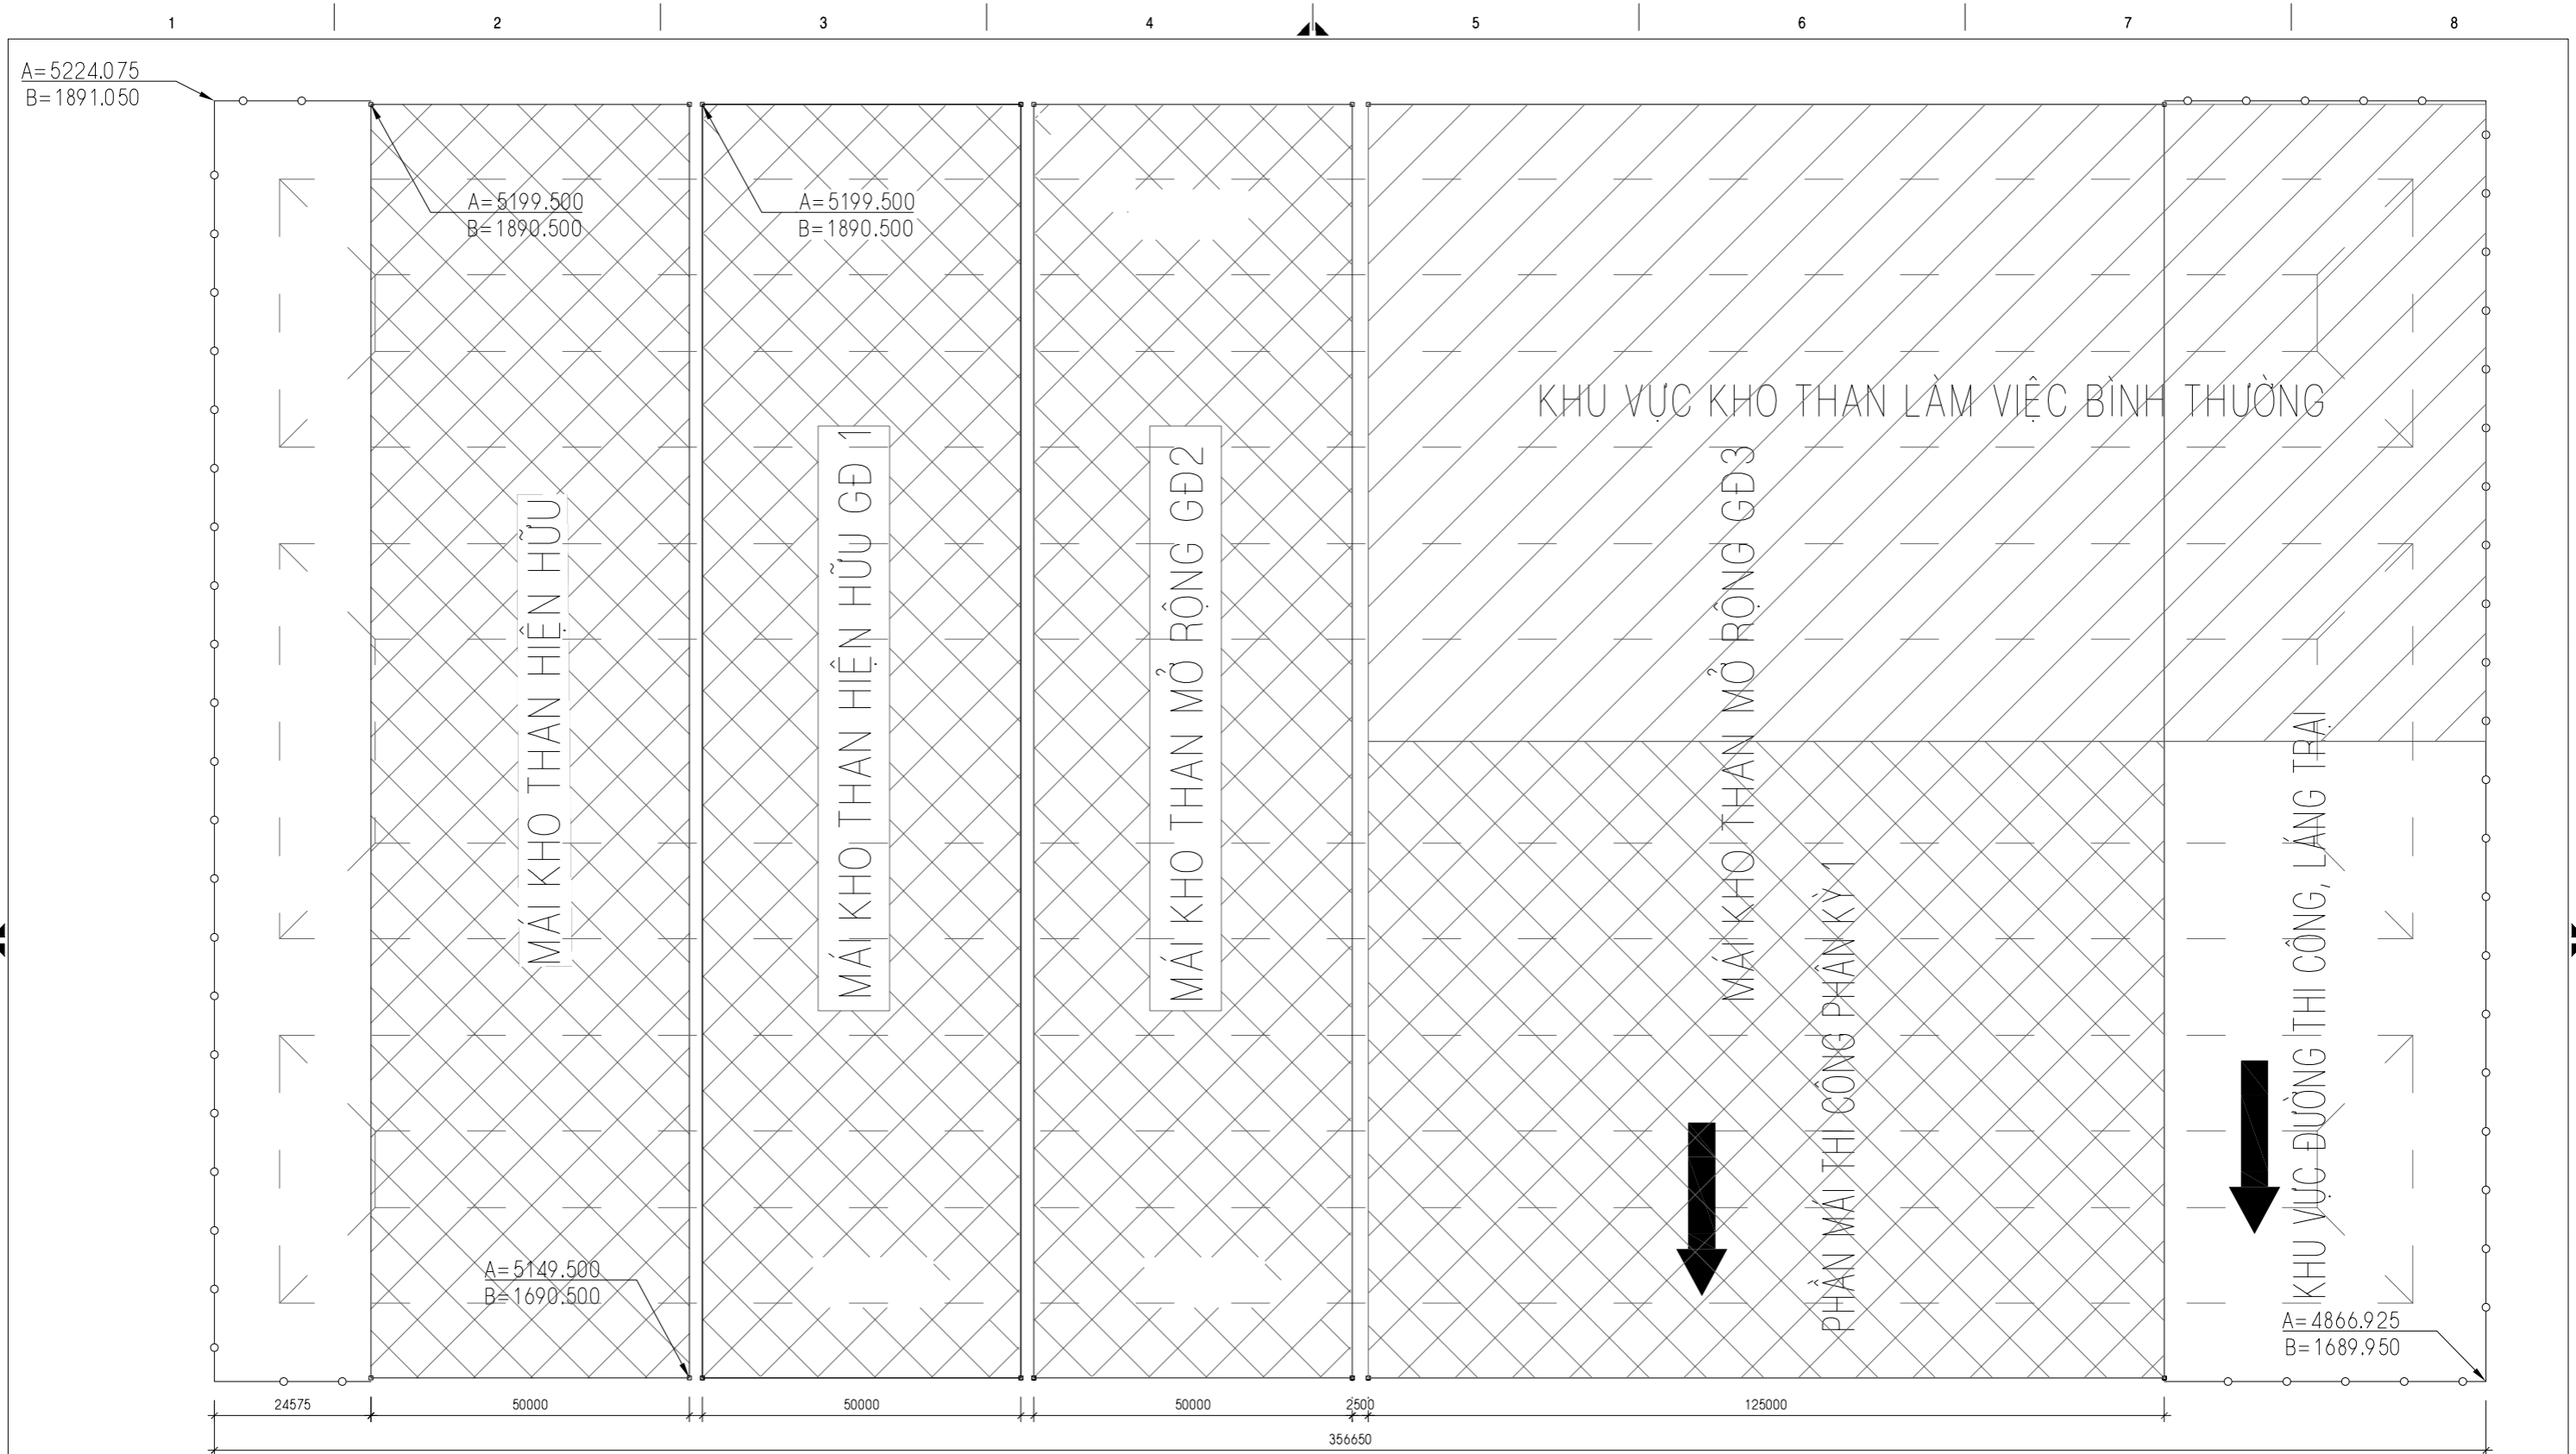 1 2 3 4 5 6 7 8
A=5224.075
B=1891.050
A=5199.500
B=1890.500
A=5199.500
B=1890.500
KHU VỰC KHO THAN LÀM VIỆC BÌNH THƯỜNG
MÁI KHO THAN HIỆN HỮU
MÁI KHO THAN HIỆN HỮU GĐ 1
MÁI KHO THAN MỞ RỘNG GĐ2
MÁI KHO THAN MỞ RỘNG GĐ3
PHẦN MÁI THI CÔNG PHÂN KỲ 1
KHU VỰC ĐƯỜNG THI CÔNG, LÁNG TRẠI
A=5149.500
B=1690.500
A=4866.925
B=1689.950
24575 50000 50000 50000 2500 125000
356650